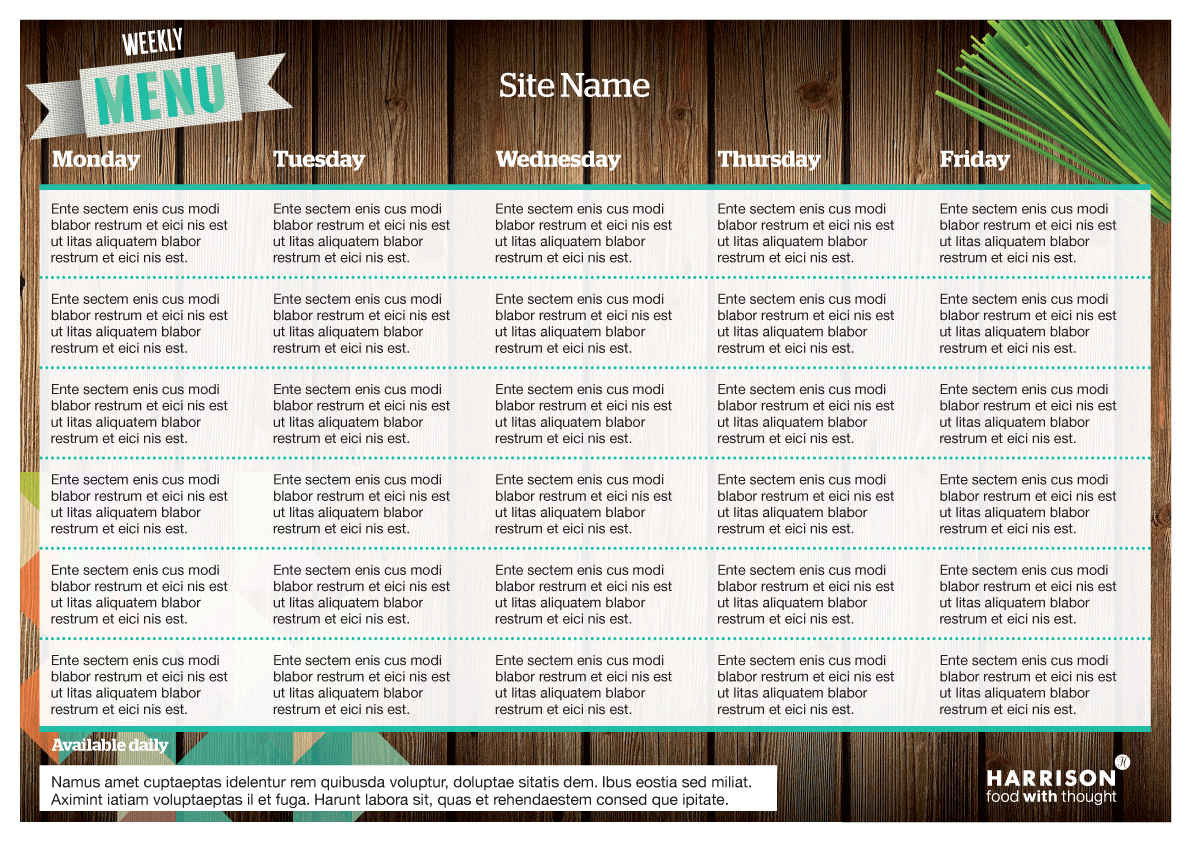 WEEKLY
MENU
Site Name
Monday
Tuesday
Wednesday
Thursday
Friday
Ente sectem enis cus modi
blabor restrum et eici nis est
ut litas aliquatem blabor
restrum et eici nis est.
Ente sectem enis cus modi
blabor restrum et eici nis est
ut litas aliquatem blabor
restrum et eici nis est.
Ente sectem enis cus modi
blabor restrum et eici nis est
ut litas aliquatem blabor
restrum et eici nis est.
Ente sectem enis cus modi
blabor restrum et eici nis est
ut litas aliquatem blabor
restrum et eici nis est.
Ente sectem enis cus modi
blabor restrum et eici nis est
ut litas aliquatem blabor
restrum et eici nis est.
Ente sectem enis cus modi
blabor restrum et eici nis est
ut litas aliquatem blabor
restrum et eici nis est.
Ente sectem enis cus modi
blabor restrum et eici nis est
ut litas aliquatem blabor
restrum et eici nis est.
Ente sectem enis cus modi
blabor restrum et eici nis est
ut litas aliquatem blabor
restrum et eici nis est.
Ente sectem enis cus modi
blabor restrum et eici nis est
ut litas aliquatem blabor
restrum et eici nis est.
Ente sectem enis cus modi
blabor restrum et eici nis est
ut litas aliquatem blabor
restrum et eici nis est.
Ente sectem enis cus modi
blabor restrum et eici nis est
ut litas aliquatem blabor
restrum et eici nis est.
Ente sectem enis cus modi
blabor restrum et eici nis est
ut litas aliquatem blabor
restrum et eici nis est.
Ente sectem enis cus modi
blabor restrum et eici nis est
ut litas aliquatem blabor
restrum et eici nis est.
Ente sectem enis cus modi
blabor restrum et eici nis est
ut litas aliquatem blabor
restrum et eici nis est.
Ente sectem enis cus modi
blabor restrum et eici nis est
ut litas aliquatem blabor
restrum et eici nis est.
Ente sectem enis cus modi
blabor restrum et eici nis est
ut litas aliquatem blabor
restrum et eici nis est.
Ente sectem enis cus modi
blabor restrum et eici nis est
ut litas aliquatem blabor
restrum et eici nis est.
Ente sectem enis cus modi
blabor restrum et eici nis est
ut litas aliquatem blabor
restrum et eici nis est.
Ente sectem enis cus modi
blabor restrum et eici nis est
ut litas aliquatem blabor
restrum et eici nis est.
Ente sectem enis cus modi
blabor restrum et eici nis est
ut litas aliquatem blabor
restrum et eici nis est.
Ente sectem enis cus modi
blabor restrum et eici nis est
ut litas aliquatem blabor
restrum et eici nis est.
Ente sectem enis cus modi
blabor restrum et eici nis est
ut litas aliquatem blabor
restrum et eici nis est.
Ente sectem enis cus modi
blabor restrum et eici nis est
ut litas aliquatem blabor
restrum et eici nis est.
Ente sectem enis cus modi
blabor restrum et eici nis est
ut litas aliquatem blabor
restrum et eici nis est.
Ente sectem enis cus modi
blabor restrum et eici nis est
ut litas aliquatem blabor
restrum et eici nis est.
Ente sectem enis cus modi
blabor restrum et eici nis est
ut litas aliquatem blabor
restrum et eici nis est.
Ente sectem enis cus modi
blabor restrum et eici nis est
ut litas aliquatem blabor
restrum et eici nis est.
Ente sectem enis cus modi
blabor restrum et eici nis est
ut litas aliquatem blabor
restrum et eici nis est.
Ente sectem enis cus modi
blabor restrum et eici nis est
ut litas aliquatem blabor
restrum et eici nis est.
Ente sectem enis cus modi
blabor restrum et eici nis est
ut litas aliquatem blabor
restrum et eici nis est.
Available daily
Namus amet cuptaeptas idelentur rem quibusda voluptur, doluptae sitatis dem. Ibus eostia sed miliat.
Aximint iatiam voluptaeptas il et fuga. Harunt labora sit, quas et rehendaestem consed que ipitate.
H
HARRISON
food with thought